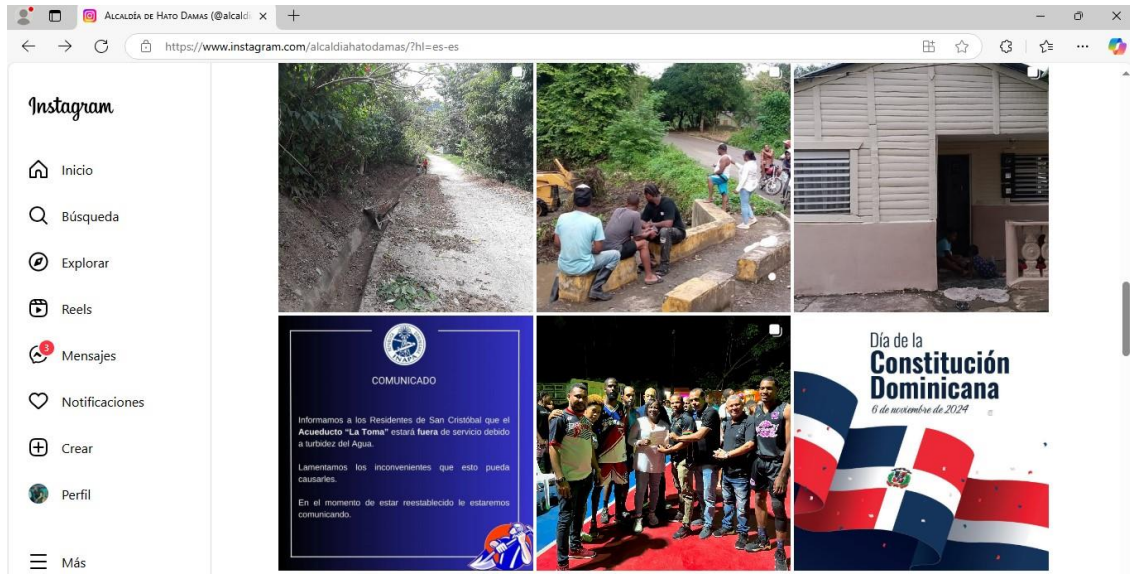 ALCALDÍA DE HATO DAMAS (@alcaldi
https://www.instagram.com/alcaldiahatodamas/?hl=es-es
Instagram
Inicio
Búsqueda
Explorar
Reels
3
Mensajes
Notificaciones
Crear
Perfil
Más
INAPA
COMUNICADO
Informamos a los Residentes de San Cristóbal que el
Acueducto "La Toma" estará fuera de servicio debido
a turbidez del Agua.
Lamentamos los inconvenientes que esto pueda
causarles.
En el momento de estar reestablecido le estaremos
comunicando.
Día de la
Constitución
Dominicana
6 de noviembre de 2024